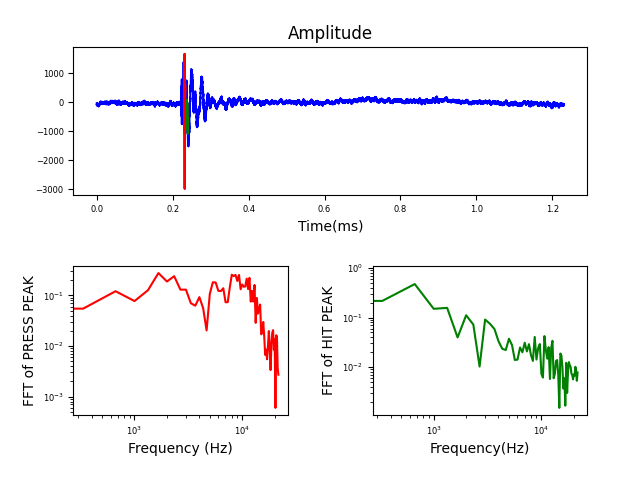 Amplitude
1000
0
−1000
−2000
−3000
0.0 0.2 0.4 0.6 0.8 1.0 1.2
Time(ms)
FFT of PRESS PEAK
10⁻¹
10⁻²
10⁻³
10³ 10⁴
Frequency (Hz)
FFT of HIT PEAK
10⁰
10⁻¹
10⁻²
10³ 10⁴
Frequency(Hz)